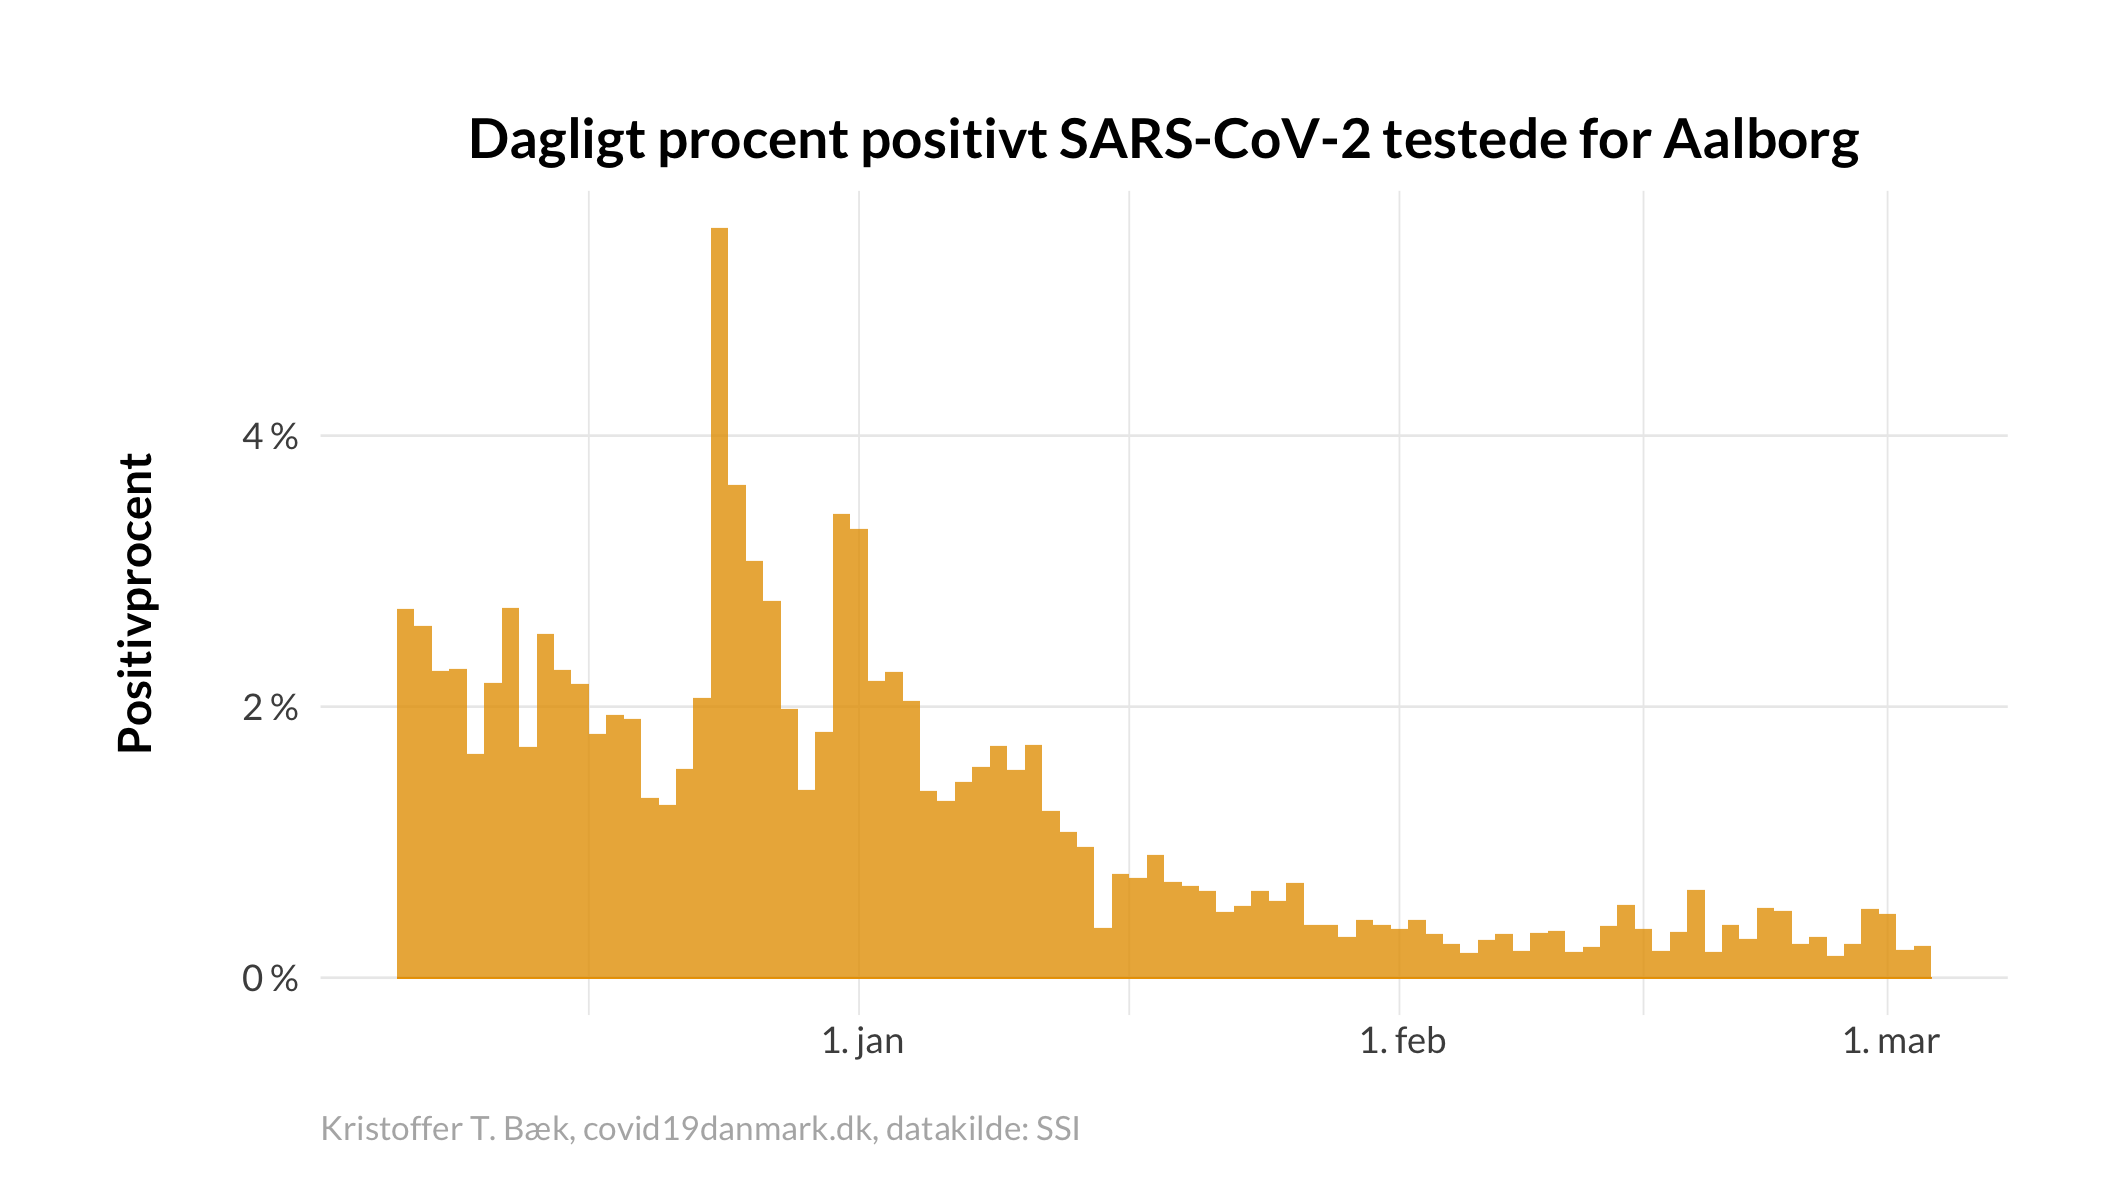 Dagligt procent positivt SARS-CoV-2 testede for Aalborg
Positivprocent
4 %
2 %
0 %
1. jan
1. feb
1. mar
Kristoffer T. Bæk, covid19danmark.dk, datakilde: SSI